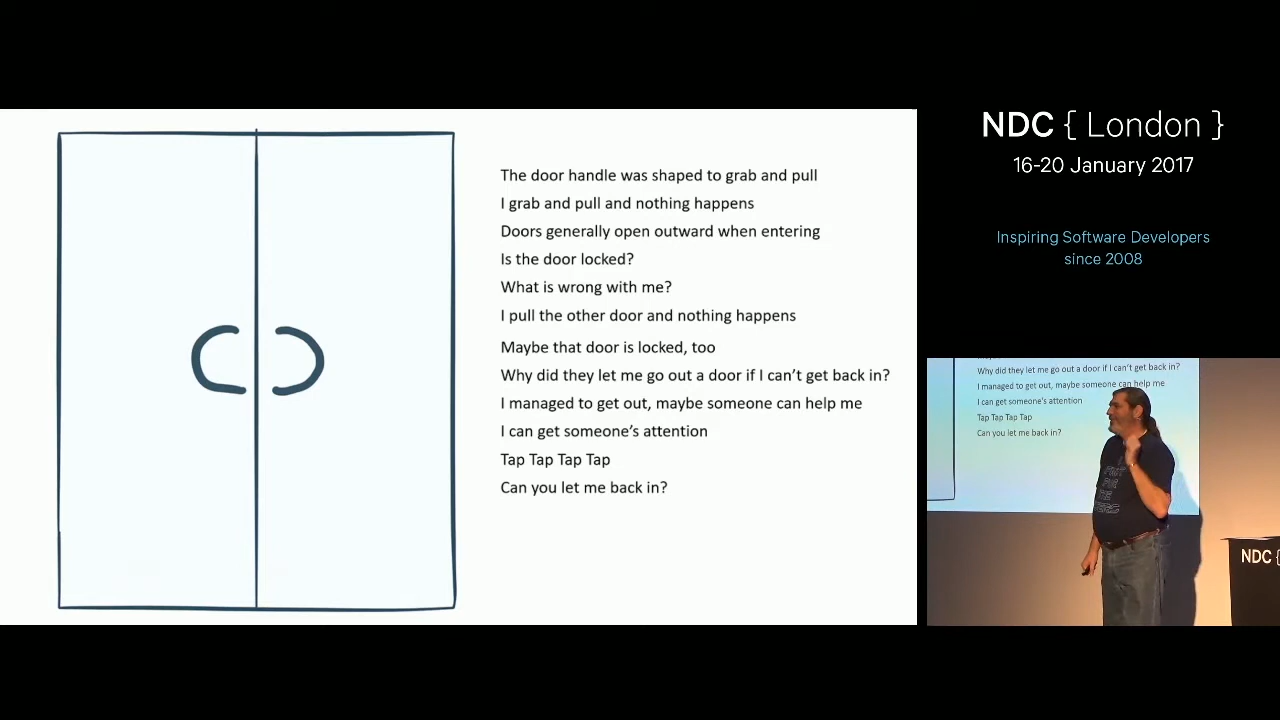 The door handle was shaped to grab and pull
I grab and pull and nothing happens
Doors generally open outward when entering
Is the door locked?
What is wrong with me?
I pull the other door and nothing happens
Maybe that door is locked, too
Why did they let me go out a door if I can’t get back in?
I managed to get out, maybe someone can help me
I can get someone’s attention
Tap Tap Tap Tap
Can you let me back in?
NDC { London }
16-20 January 2017
Inspiring Software Developers
since 2008
Why did they let me go out a door if I can’t get back in?
I managed to get out, maybe someone can help me
I can get someone’s attention
Tap Tap Tap Tap
Can you let me back in?
NDC {